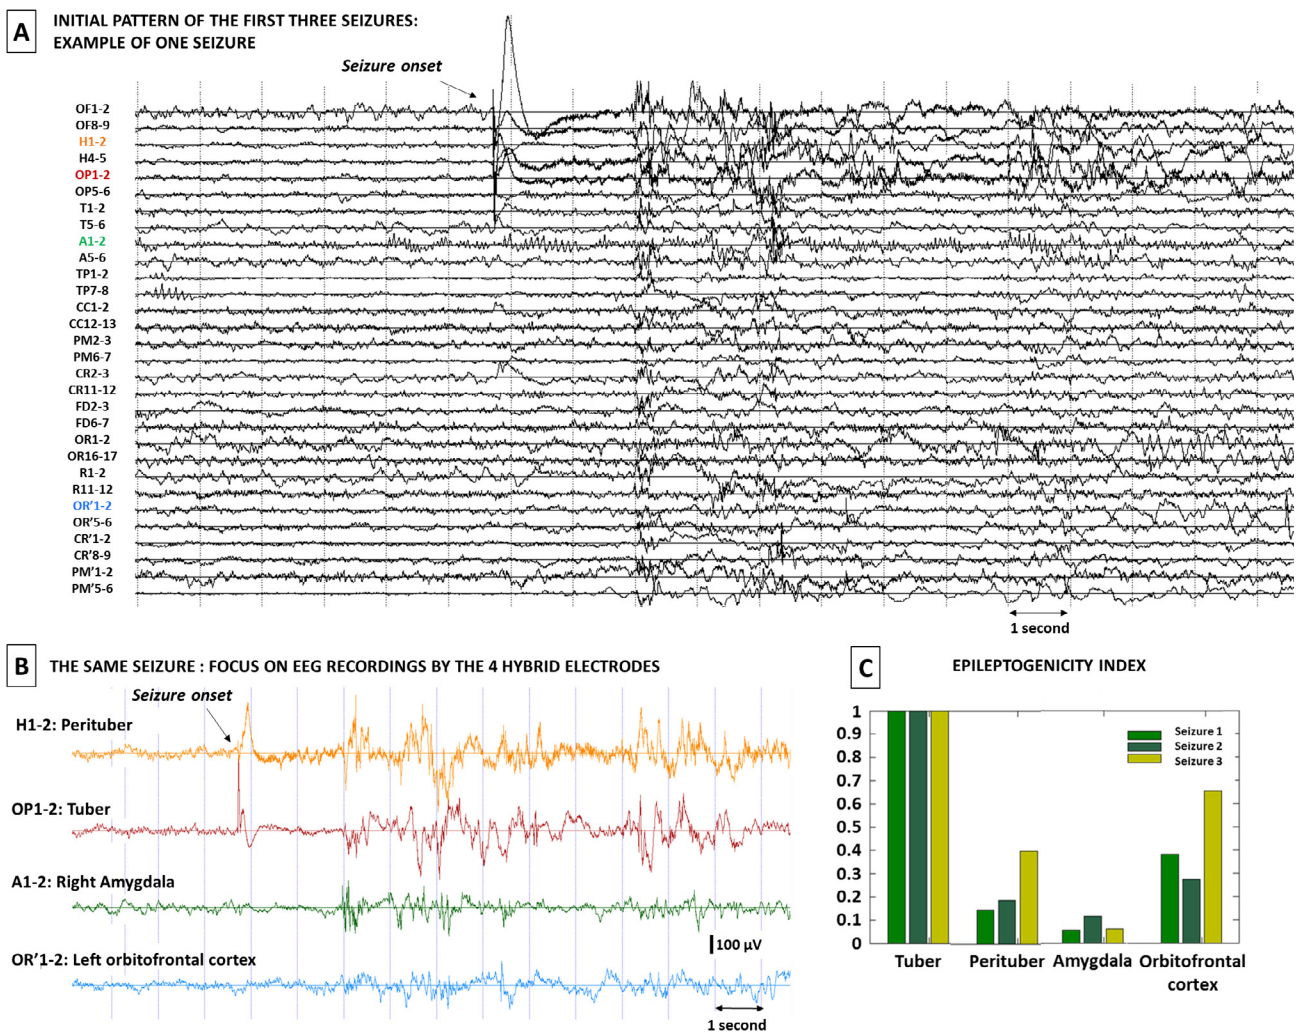 A
INITIAL PATTERN OF THE FIRST THREE SEIZURES:
EXAMPLE OF ONE SEIZURE
Seizure onset
OF1-2
OF8-9
H1-2
H4-5
OP1-2
OP5-6
T1-2
T5-6
A1-2
A5-6
TP1-2
TP7-8
CC1-2
CC12-13
PM2-3
PM6-7
CR2-3
CR11-12
FD2-3
FD6-7
OR1-2
OR16-17
R1-2
R11-12
OR'1-2
OR'5-6
CR'1-2
CR'8-9
PM'1-2
PM'5-6
1 second
B
THE SAME SEIZURE : FOCUS ON EEG RECORDINGS BY THE 4 HYBRID ELECTRODES
Seizure onset
H1-2: Perituber
OP1-2: Tuber
A1-2: Right Amygdala
100 µV
OR'1-2: Left orbitofrontal cortex
1 second
C
EPILEPTOGENICITY INDEX
1
0.9
0.8
0.7
0.6
0.5
0.4
0.3
0.2
0.1
0
Seizure 1
Seizure 2
Seizure 3
Tuber
Perituber
Amygdala
Orbitofrontal
cortex